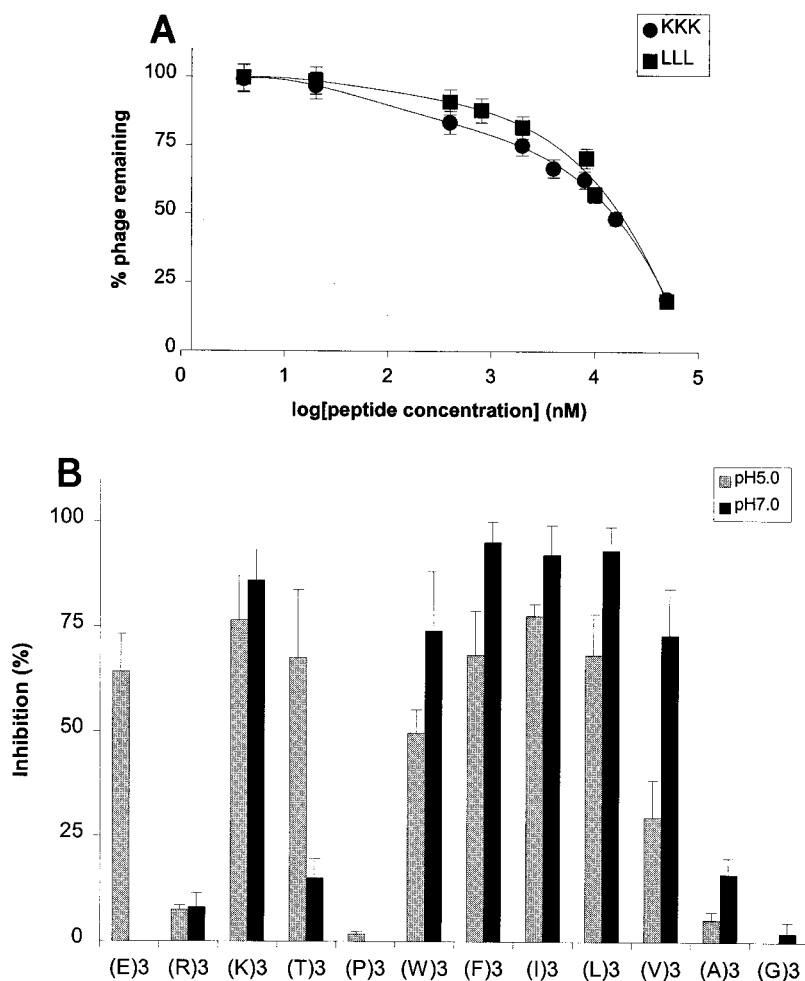 A
KKK
LLL
100
75
50
25
0
% phage remaining
0 1 2 3 4 5
log[peptide concentration] (nM)
B
pH5.0
pH7.0
100
75
50
25
0
Inhibition (%)
(E)3 (R)3 (K)3 (T)3 (P)3 (W)3 (F)3 (I)3 (L)3 (V)3 (A)3 (G)3